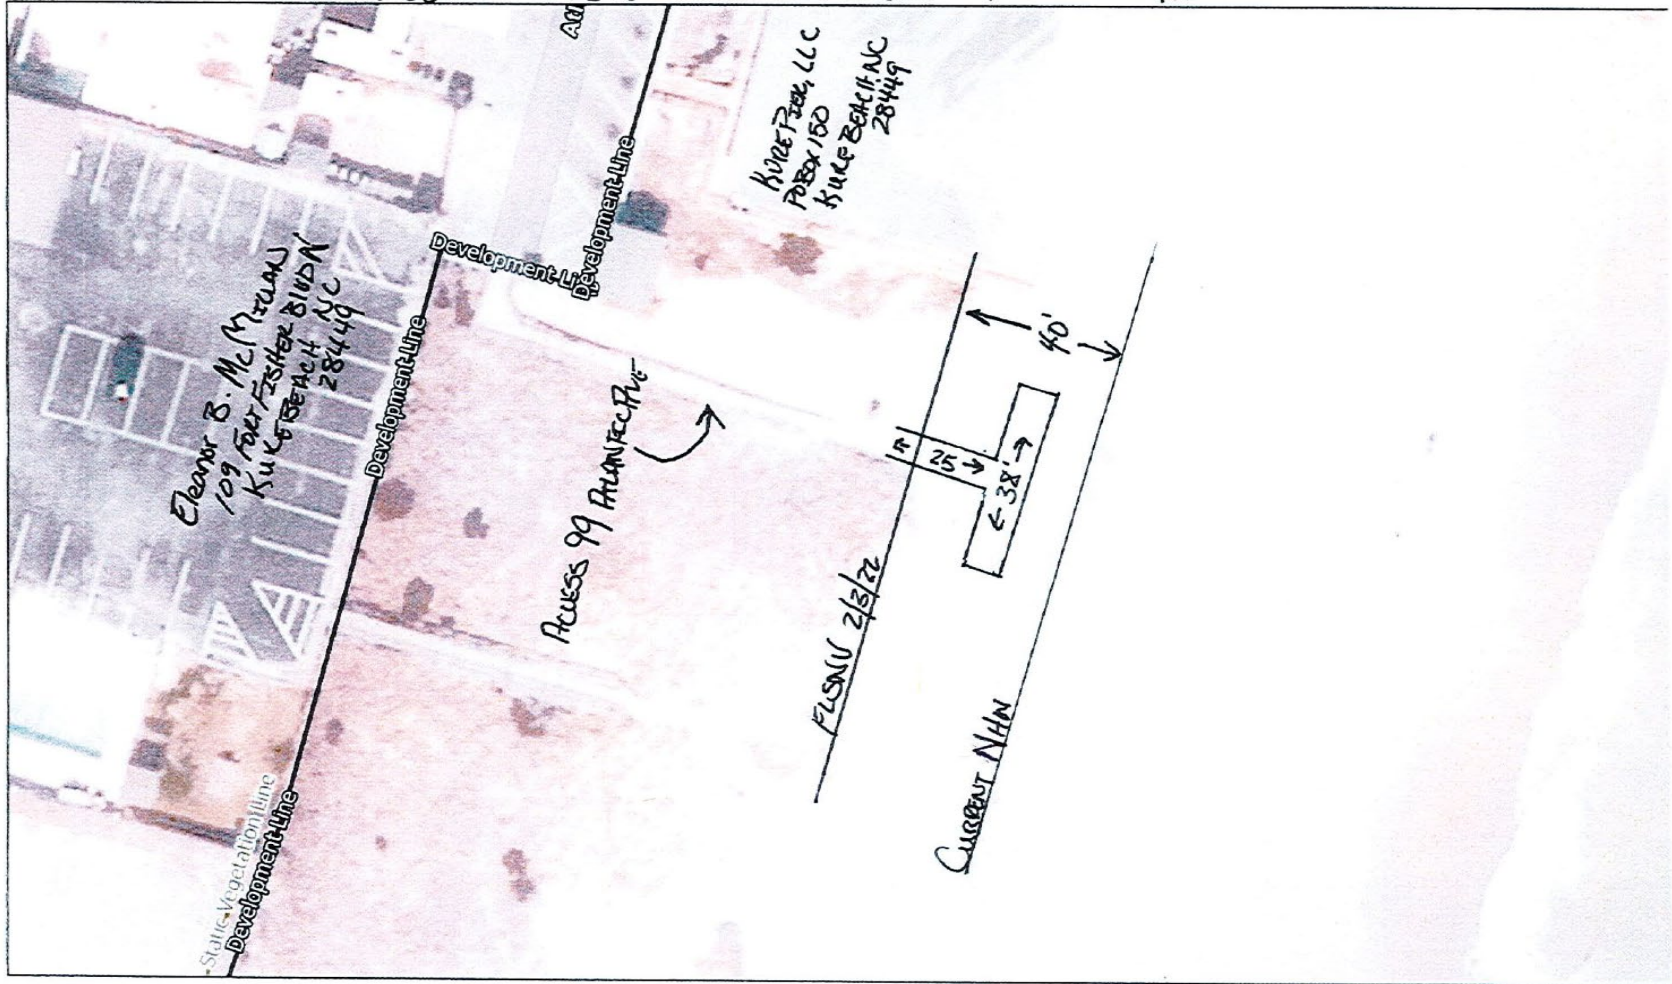 Kure Pier, LLC
PO Box 150
Kure Beach NC
28449
Eleanor B. McMillan
109 Fort Fisher Blvd N
Kure Beach NC
28449
Development-Line
Development-Line
Development-Line
Development-Line
Static-Vegetation-Line
Development-Line
Access 99 Atlantic Ave
40'
25
← 38' →
FLSNV 2/3/22
Current NHW